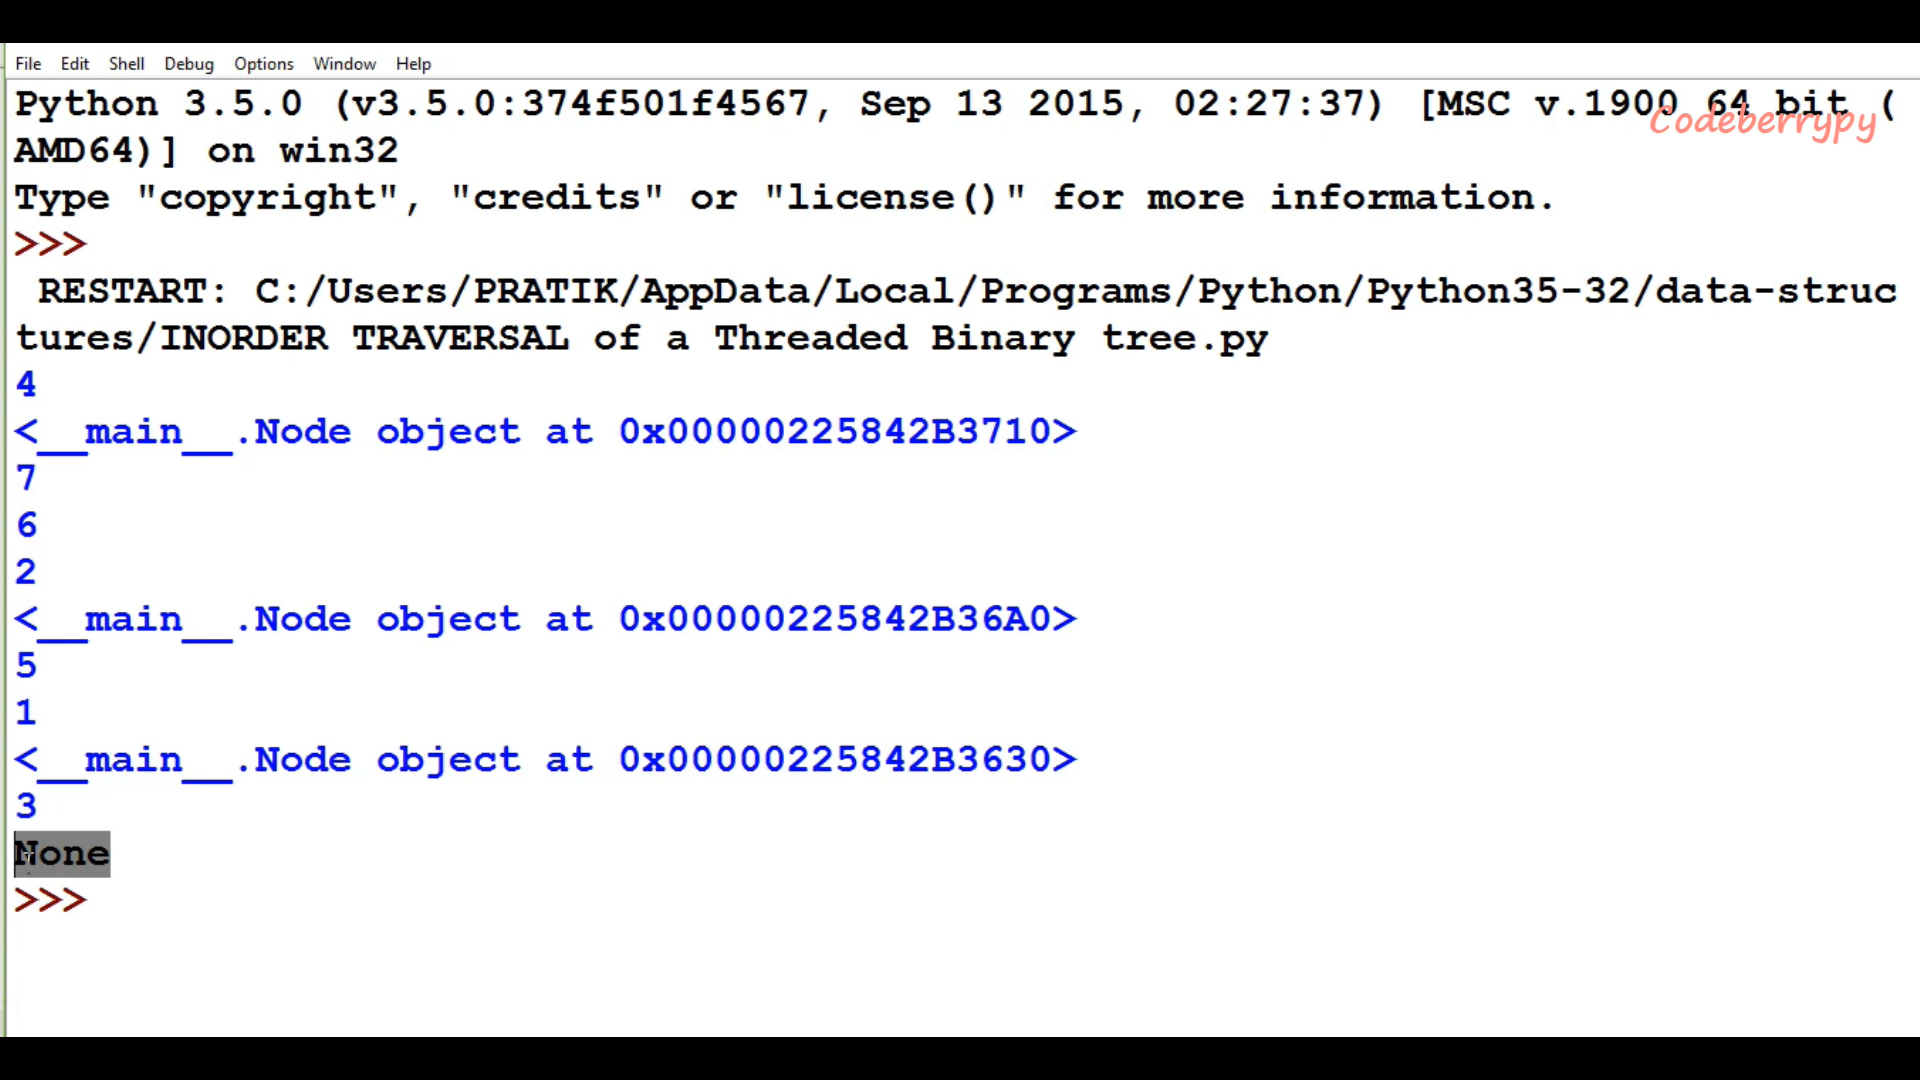 File Edit Shell Debug Options Window Help
Python 3.5.0 (v3.5.0:374f501f4567, Sep 13 2015, 02:27:37) [MSC v.1900 64 bit (
Codeberrypy
AMD64)] on win32
Type "copyright", "credits" or "license()" for more information.
>>>
 RESTART: C:/Users/PRATIK/AppData/Local/Programs/Python/Python35-32/data-struc
tures/INORDER TRAVERSAL of a Threaded Binary tree.py
4
<__main__.Node object at 0x00000225842B3710>
7
6
2
<__main__.Node object at 0x00000225842B36A0>
5
1
<__main__.Node object at 0x00000225842B3630>
3
None
>>>